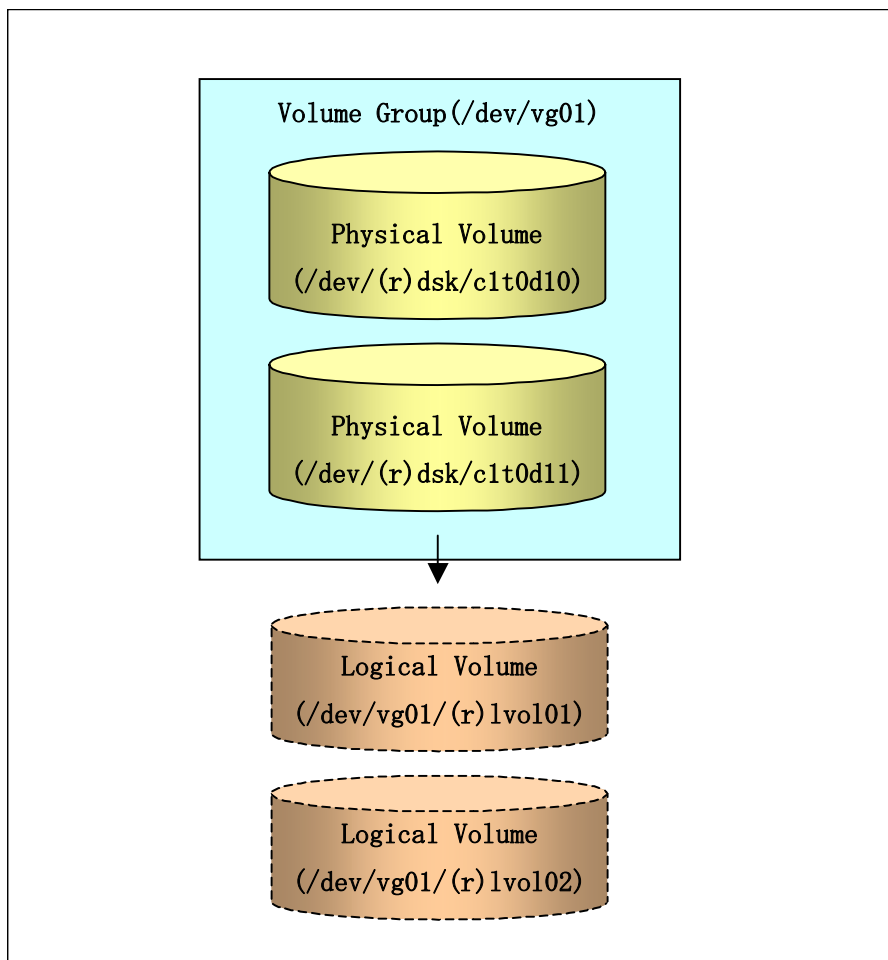 Volume Group(/dev/vg01)
Physical Volume
(/dev/(r)dsk/c1t0d10)
Physical Volume
(/dev/(r)dsk/c1t0d11)
Logical Volume
(/dev/vg01/(r)lvol01)
Logical Volume
(/dev/vg01/(r)lvol02)